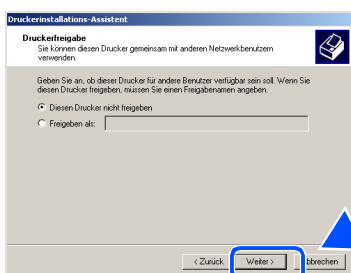 Druckerinstallations-Assistent
Druckerfreigabe
Sie können diesen Drucker gemeinsam mit anderen Netzwerkbenutzern
verwenden.
Geben Sie an, ob dieser Drucker für andere Benutzer verfügbar sein soll. Wenn Sie
diesen Drucker freigeben, müssen Sie einen Freigabenamen angeben.
Diesen Drucker nicht freigeben
Freigeben als:
< Zurück Weiter > Abbrechen